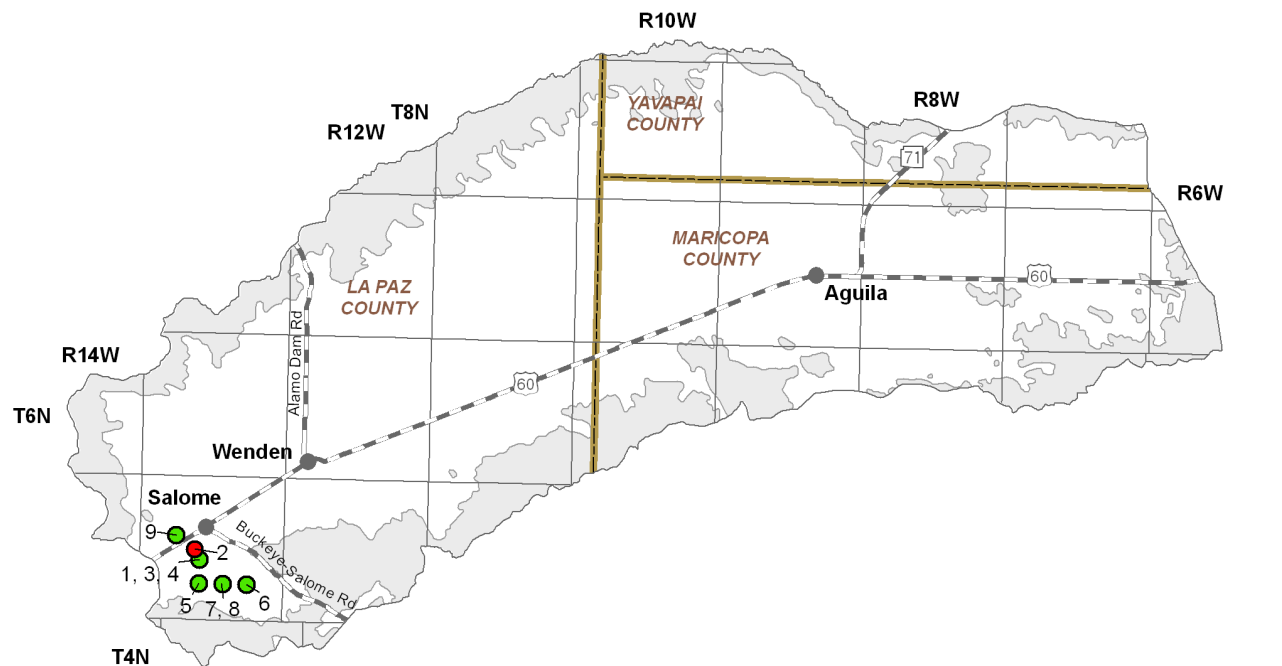 R10W
YAVAPAI
COUNTY
R8W
T8N
R12W
71
R6W
MARICOPA
COUNTY
60
LA PAZ
COUNTY
Aguila
Alamo Dam Rd
R14W
60
T6N
Wenden
Salome
9
2
Buckeye-Salome Rd
1, 3, 4
5
7, 8
6
T4N